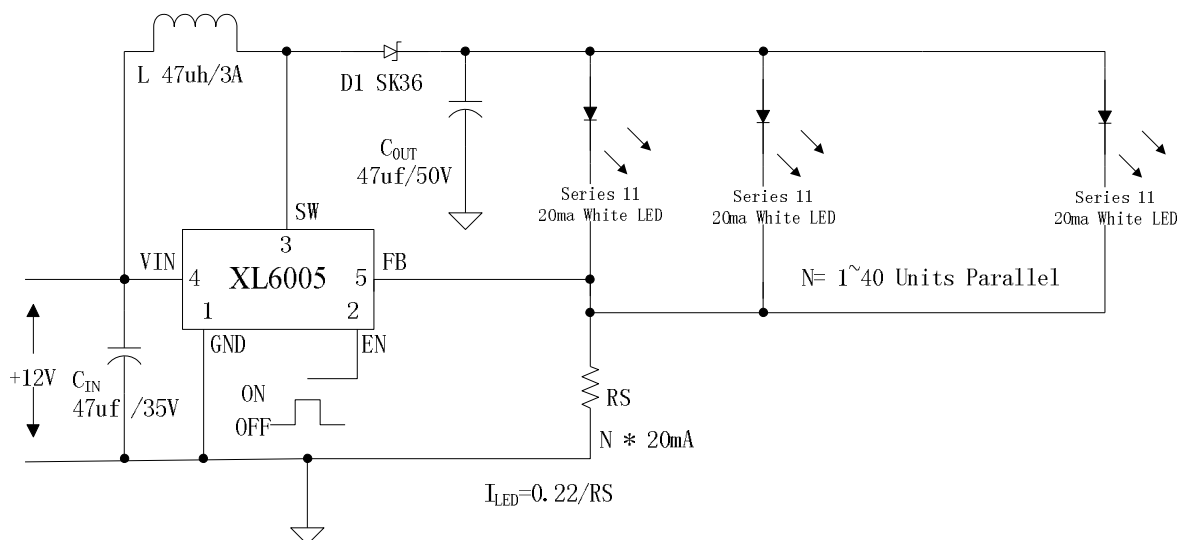 L 47uh/3A
D1 SK36
C_OUT
47uf/50V
Series 11
20ma White LED
Series 11
20ma White LED
Series 11
20ma White LED
SW
3
VIN
4
XL6005
5
FB
1
2
GND
EN
N= 1~40 Units Parallel
+12V
C_IN
47uf /35V
ON
OFF
RS
N * 20mA
I_LED=0.22/RS